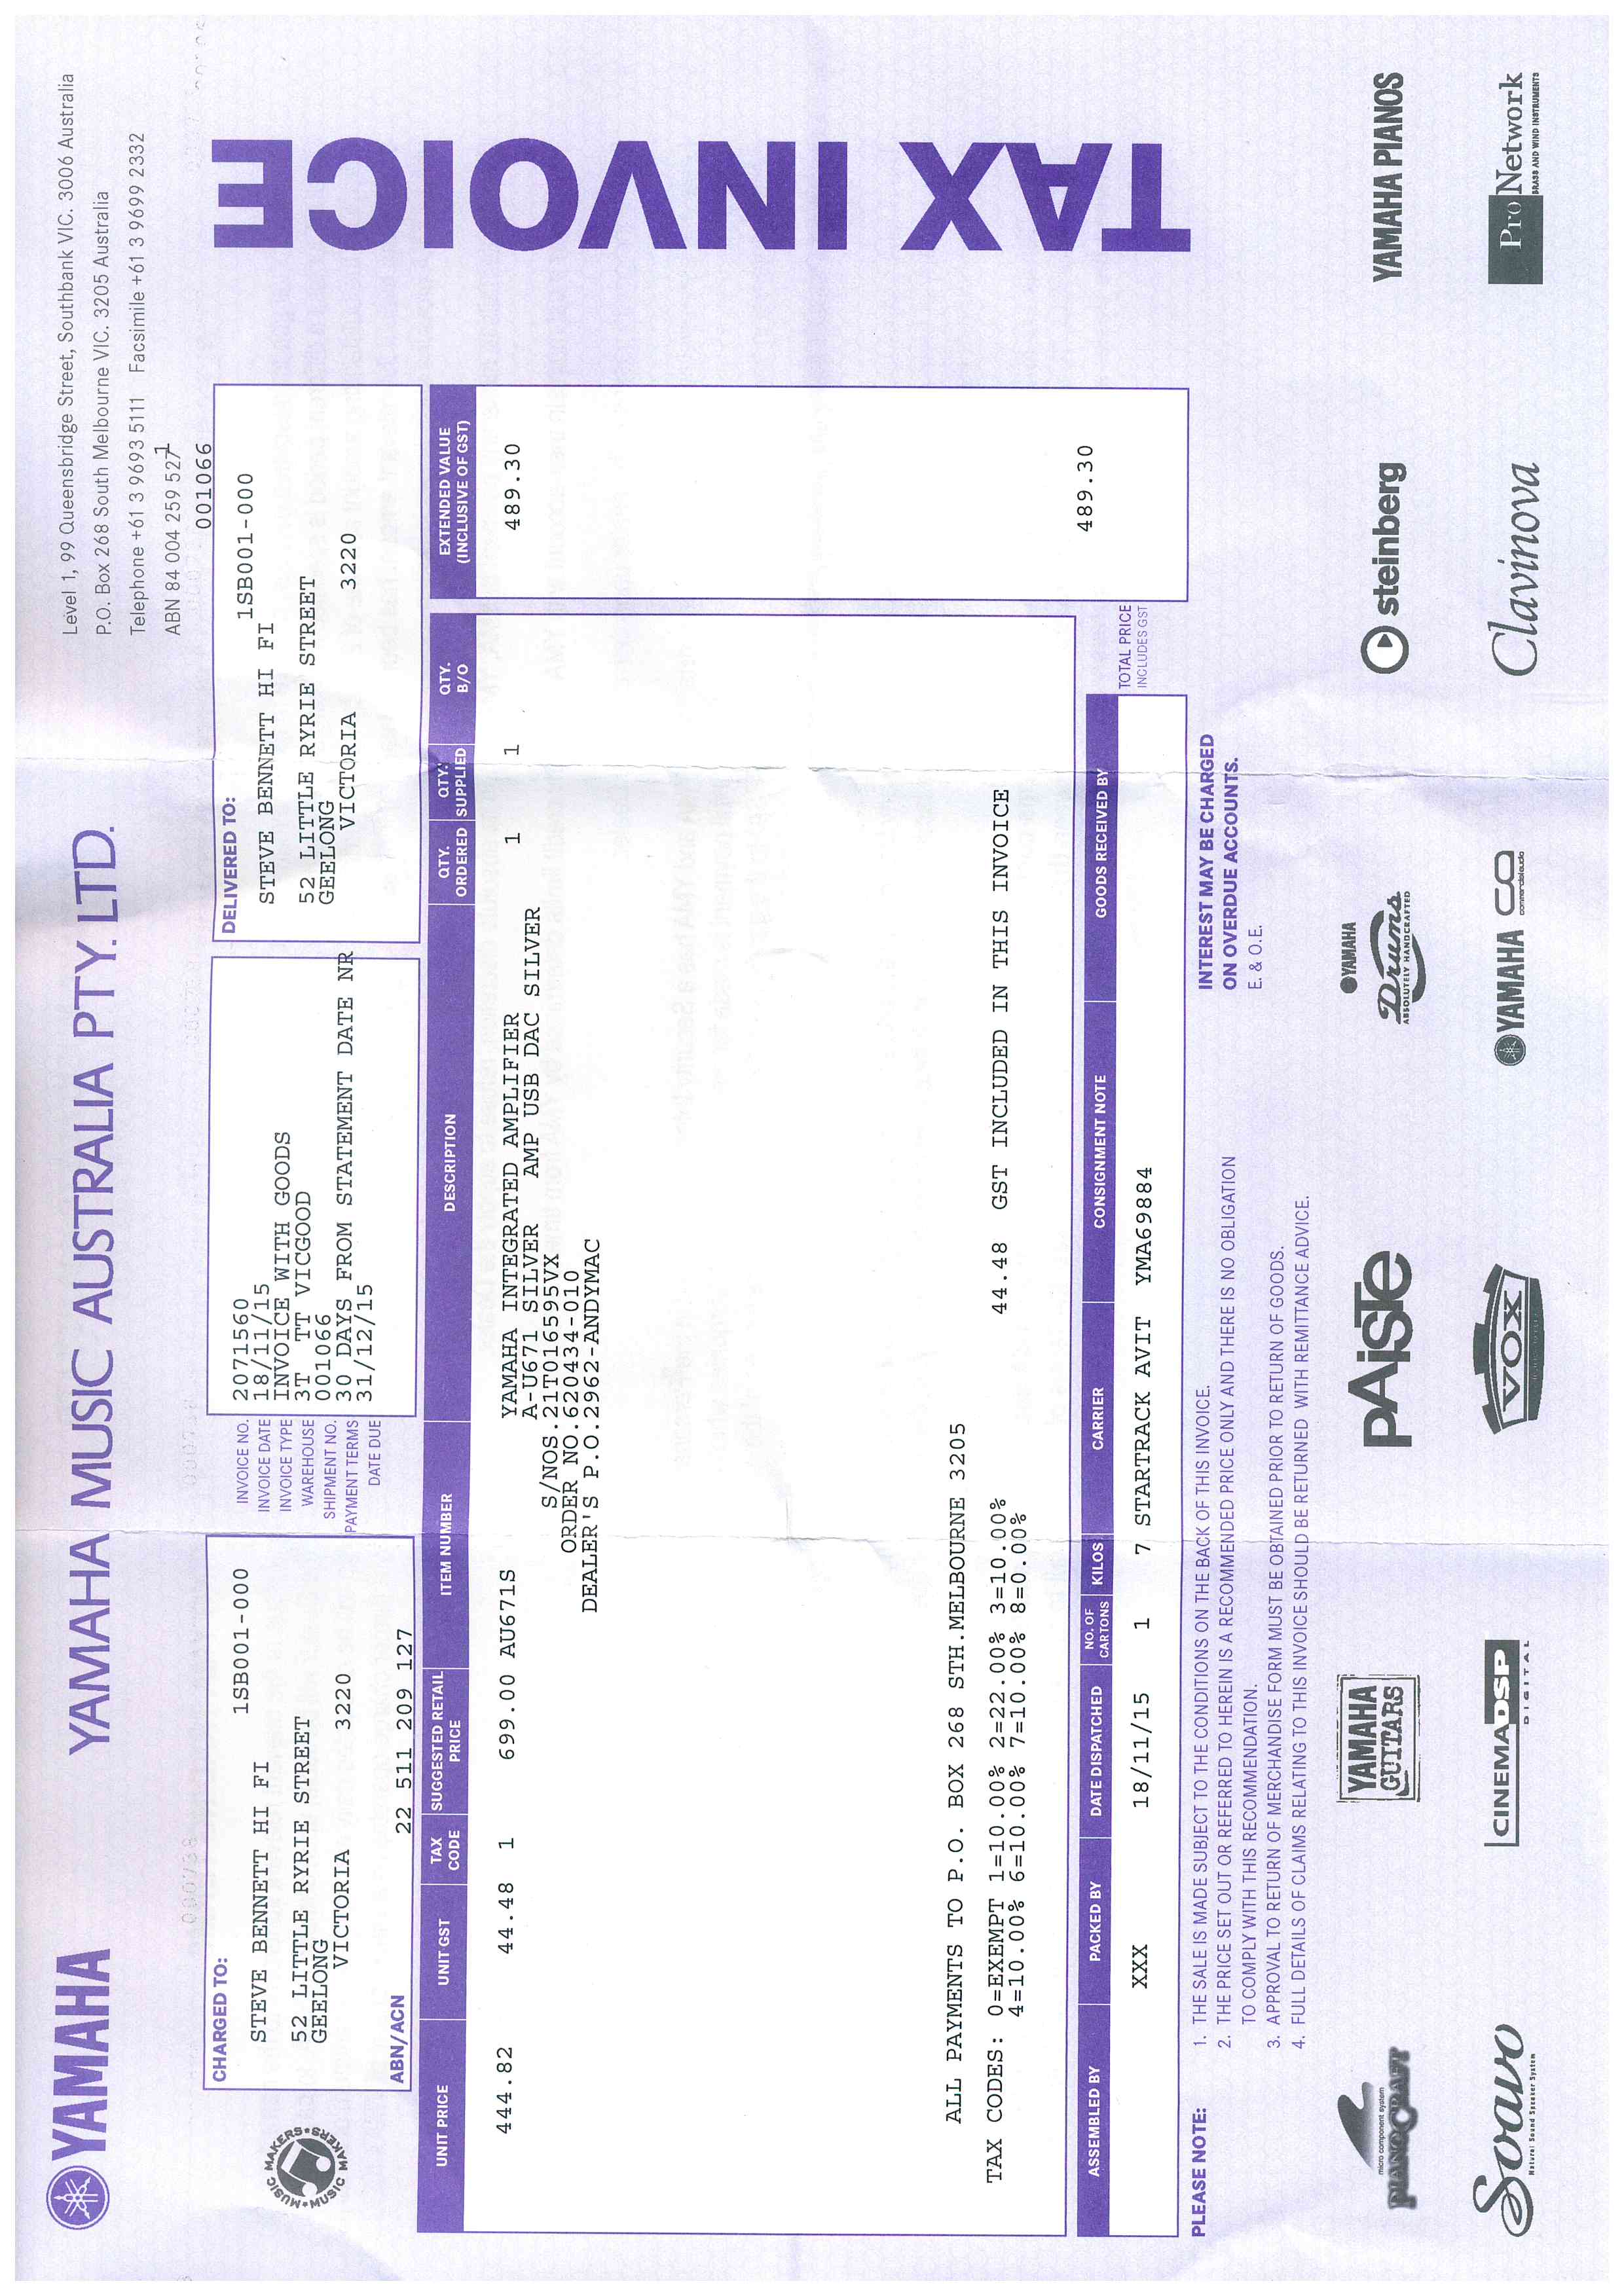 YAMAHA
YAMAHA MUSIC AUSTRALIA PTY. LTD.
Level 1, 99 Queensbridge Street, Southbank VIC. 3006 Australia
P.O. Box 268 South Melbourne VIC. 3205 Australia
Telephone +61 3 9693 5111 Facsimile +61 3 9699 2332
ABN 84 004 259 527
1
001066
TAX INVOICE
MUSIC MAKERS • MUSIC MAKERS •
CHARGED TO:
1SB001-000
STEVE BENNETT HI FI
52 LITTLE RYRIE STREET
GEELONG
VICTORIA 3220
ABN/ACN 22 511 209 127
INVOICE NO. 2071560
INVOICE DATE 18/11/15
INVOICE TYPE INVOICE WITH GOODS
WAREHOUSE 3T TT VICGOOD
SHIPMENT NO. 001066
PAYMENT TERMS 30 DAYS FROM STATEMENT DATE NR
DATE DUE 31/12/15
DELIVERED TO:
1SB001-000
STEVE BENNETT HI FI
52 LITTLE RYRIE STREET
GEELONG
VICTORIA 3220
UNIT PRICE UNIT GST TAX CODE SUGGESTED RETAIL PRICE ITEM NUMBER DESCRIPTION QTY. ORDERED QTY. SUPPLIED QTY. B/O EXTENDED VALUE (INCLUSIVE OF GST)
444.82 44.48 1 699.00 AU671S YAMAHA INTEGRATED AMPLIFIER 1 1 489.30
A-U671 SILVER AMP USB DAC SILVER
S/NOS.21T016595VX
ORDER NO.620434-010
DEALER'S P.O.2962-ANDYMAC
ALL PAYMENTS TO P.O. BOX 268 STH.MELBOURNE 3205
TAX CODES: 0=EXEMPT 1=10.00% 2=22.00% 3=10.00% 44.48 GST INCLUDED IN THIS INVOICE
4=10.00% 6=10.00% 7=10.00% 8=0.00%
ASSEMBLED BY PACKED BY DATE DISPATCHED NO. OF CARTONS KILOS CARRIER CONSIGNMENT NOTE GOODS RECEIVED BY
XXX 18/11/15 1 7 STARTRACK AVIT YMA69884
TOTAL PRICE
INCLUDES GST
489.30
PLEASE NOTE:
1. THE SALE IS MADE SUBJECT TO THE CONDITIONS ON THE BACK OF THIS INVOICE.
2. THE PRICE SET OUT OR REFERRED TO HEREIN IS A RECOMMENDED PRICE ONLY AND THERE IS NO OBLIGATION
TO COMPLY WITH THIS RECOMMENDATION.
3. APPROVAL TO RETURN OF MERCHANDISE FORM MUST BE OBTAINED PRIOR TO RETURN OF GOODS.
4. FULL DETAILS OF CLAIMS RELATING TO THIS INVOICE SHOULD BE RETURNED WITH REMITTANCE ADVICE.
INTEREST MAY BE CHARGED
ON OVERDUE ACCOUNTS.
E. & O.E.
micro component system
PIANOCRAFT
YAMAHA
GUITARS
PAiSTe
YAMAHA
Drums
ABSOLUTELY HANDCRAFTED
steinberg
YAMAHA PIANOS
Soavo
Natural Sound Speaker System
CINEMA DSP
DIGITAL
VOX
YAMAHA CA
commercialaudio
Clavinova
Pro Network
BRASS AND WIND INSTRUMENTS